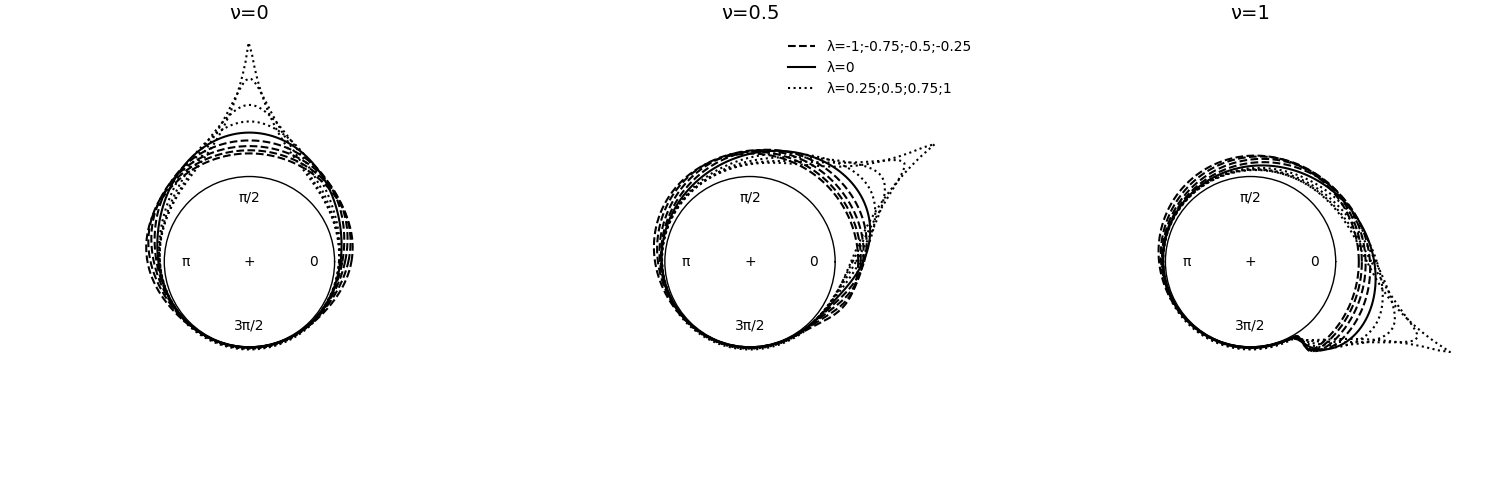 ν=0
ν=0.5
ν=1
λ=-1;-0.75;-0.5;-0.25
λ=0
λ=0.25;0.5;0.75;1
π/2
π + 0
3π/2
π/2
π + 0
3π/2
π/2
π + 0
3π/2